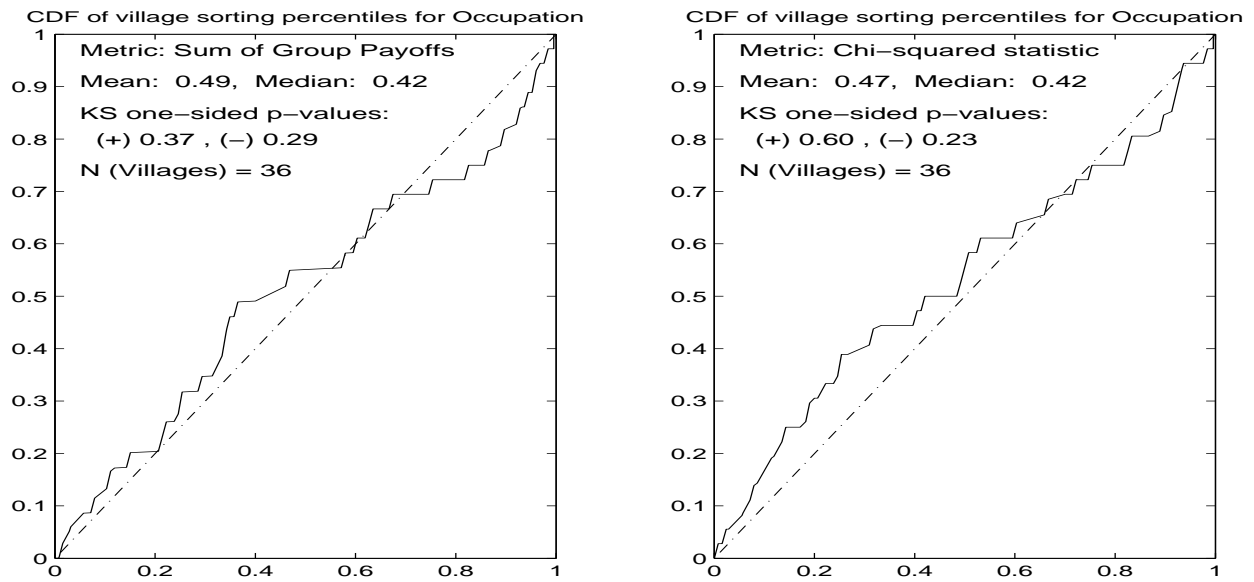 CDF of village sorting percentiles for Occupation
Metric: Sum of Group Payoffs
Mean: 0.49, Median: 0.42
KS one−sided p−values:
(+) 0.37 , (−) 0.29
N (Villages) = 36
1
0.9
0.8
0.7
0.6
0.5
0.4
0.3
0.2
0.1
0
0 0.2 0.4 0.6 0.8 1
CDF of village sorting percentiles for Occupation
Metric: Chi−squared statistic
Mean: 0.47, Median: 0.42
KS one−sided p−values:
(+) 0.60 , (−) 0.23
N (Villages) = 36
1
0.9
0.8
0.7
0.6
0.5
0.4
0.3
0.2
0.1
0
0 0.2 0.4 0.6 0.8 1